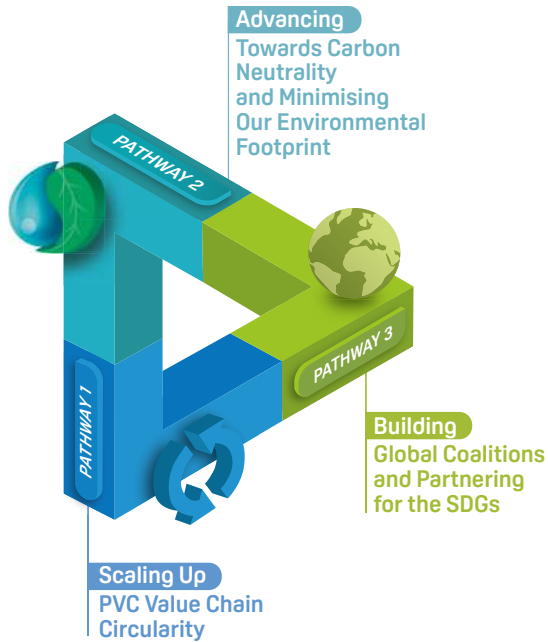 Advancing
Towards Carbon
Neutrality
and Minimising
Our Environmental
Footprint
PATHWAY 2
PATHWAY 3
PATHWAY 1
Building
Global Coalitions
and Partnering
for the SDGs
Scaling Up
PVC Value Chain
Circularity